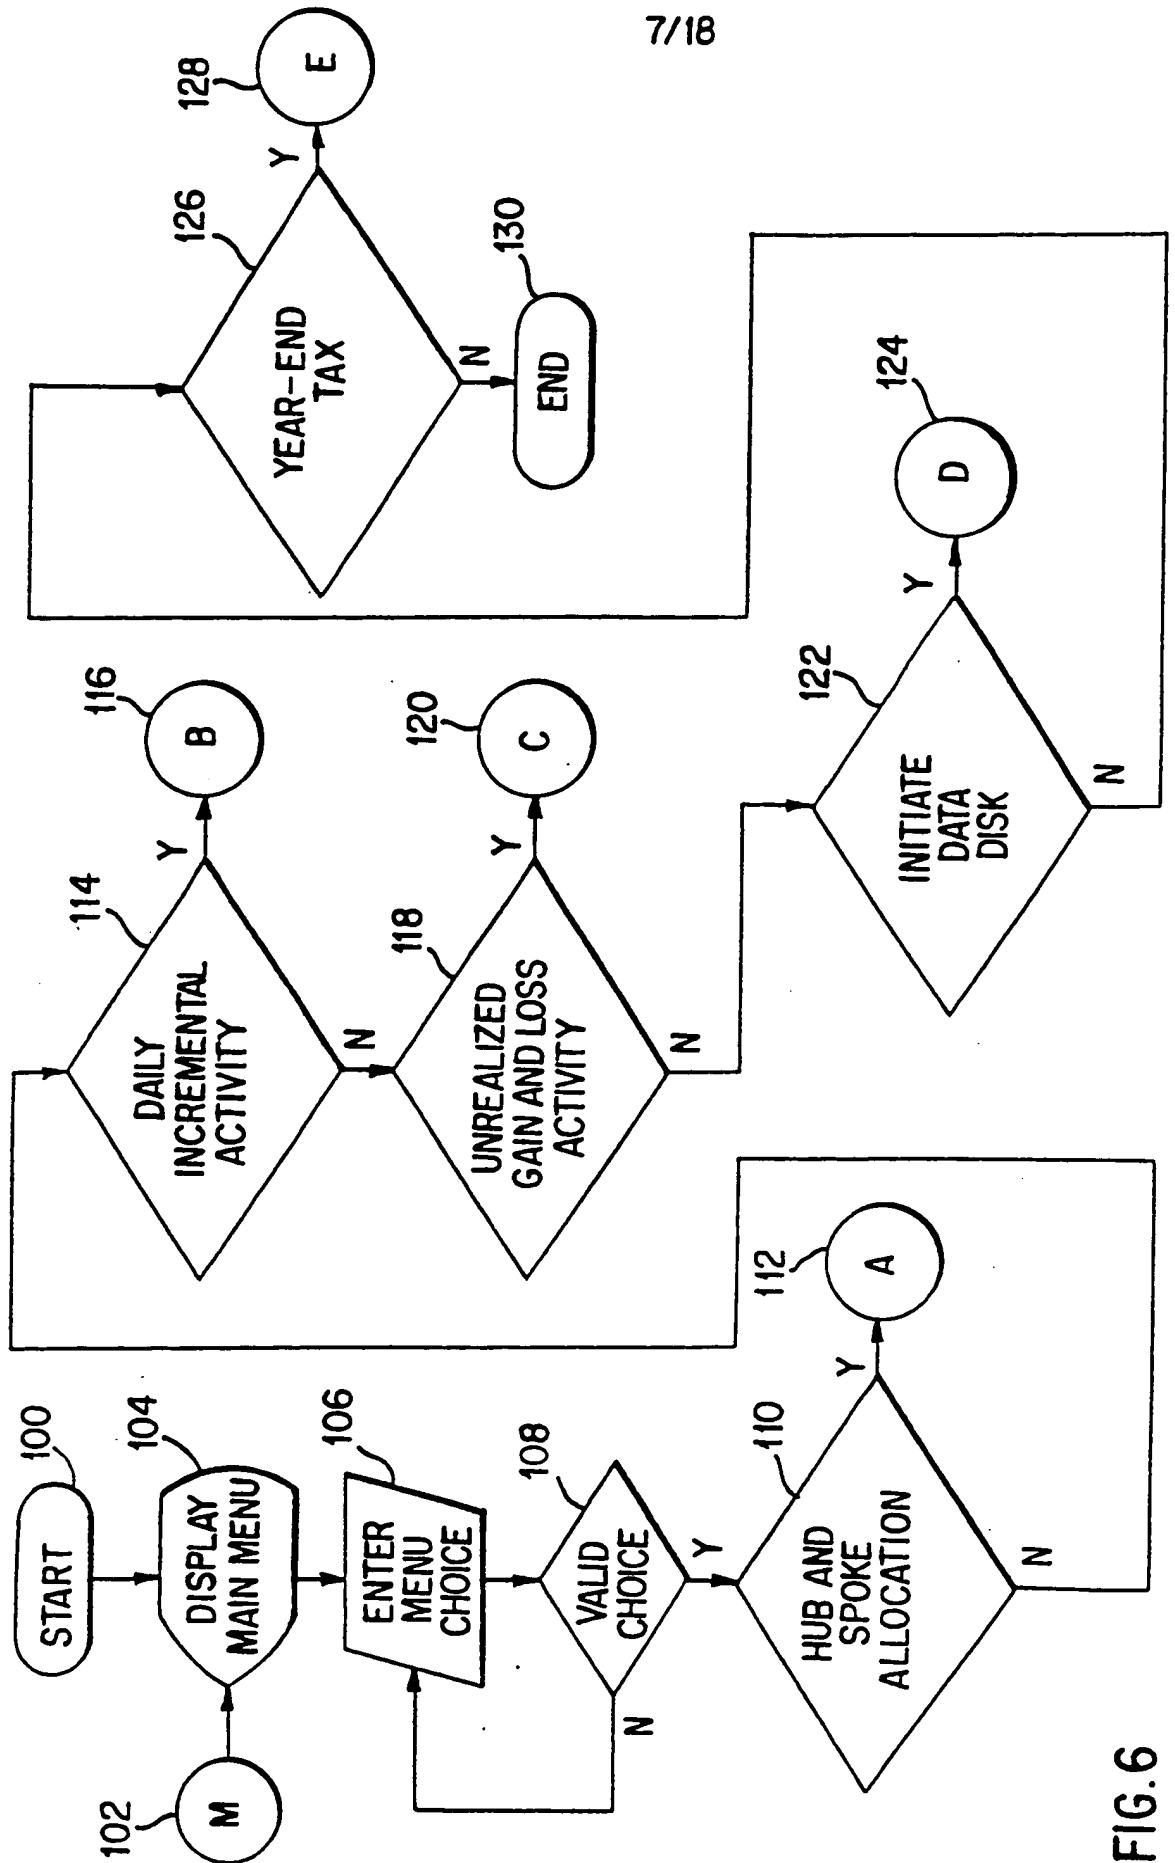 7/18
100
START
104
DISPLAY
MAIN MENU
102
M
106
ENTER
MENU
CHOICE
108
VALID
CHOICE
N
Y
110
HUB AND
SPOKE
ALLOCATION
Y
112
A
N
114
DAILY
INCREMENTAL
ACTIVITY
Y
116
B
N
118
UNREALIZED
GAIN AND LOSS
ACTIVITY
Y
120
C
N
122
INITIATE
DATA
DISK
Y
124
D
N
126
YEAR-END
TAX
Y
128
E
N
130
END
FIG.6